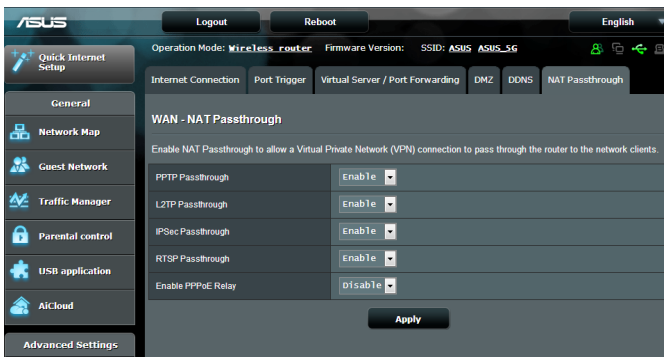 ASUS
Logout
Reboot
English
Quick Internet Setup
Operation Mode: Wireless router Firmware Version: SSID: ASUS ASUS_5G
Internet Connection
Port Trigger
Virtual Server / Port Forwarding
DMZ
DDNS
NAT Passthrough
General
Network Map
Guest Network
Traffic Manager
Parental control
USB application
AiCloud
Advanced Settings
WAN - NAT Passthrough
Enable NAT Passthrough to allow a Virtual Private Network (VPN) connection to pass through the router to the network clients.
PPTP Passthrough Enable
L2TP Passthrough Enable
IPSec Passthrough Enable
RTSP Passthrough Enable
Enable PPPoE Relay Disable
Apply